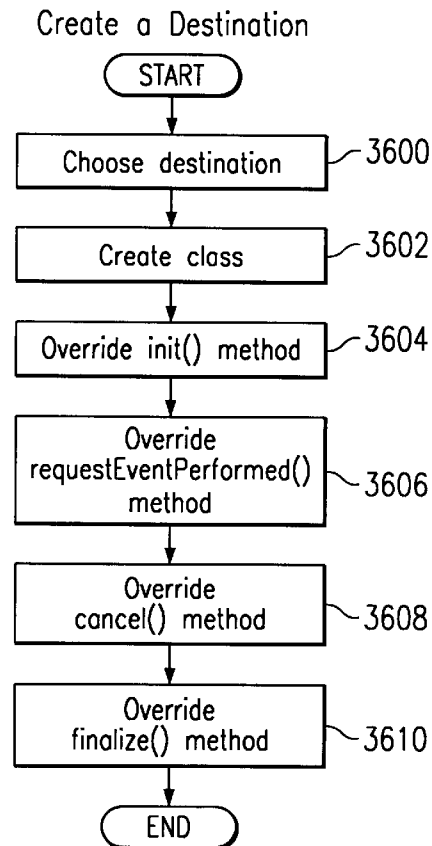 Create a Destination
START
Choose destination
3600
Create class
3602
Override init() method
3604
Override
requestEventPerformed()
method
3606
Override
cancel() method
3608
Override
finalize() method
3610
END